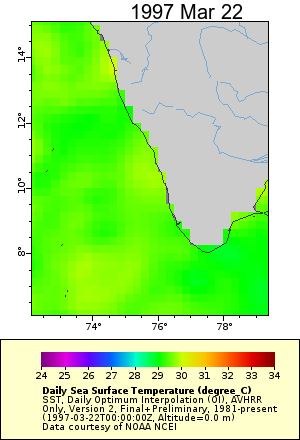 1997 Mar 22
14°
12°
10°
8°
74°
76°
78°
24 25 26 27 28 29 30 31 32 33 34
Daily Sea Surface Temperature (degree_C)
SST, Daily Optimum Interpolation (OI), AVHRR
Only, Version 2, Final+Preliminary, 1981-present
(1997-03-22T00:00:00Z, Altitude=0.0 m)
Data courtesy of NOAA NCEI